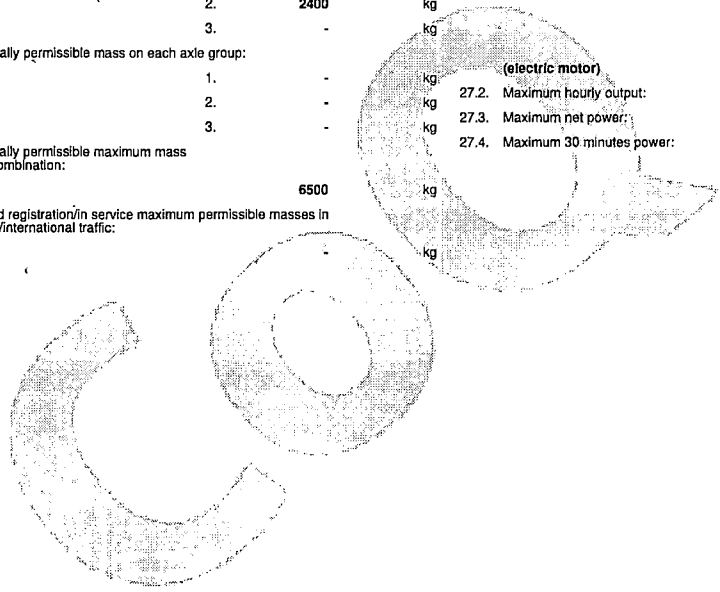 2. 2400 kg
3. - kg
ally permissible mass on each axle group:
1. - kg
2. - kg
3. - kg
ally permissible maximum mass
ombination:
6500 kg
d registration/in service maximum permissible masses in
/international traffic:
- kg
(electric motor)
27.2. Maximum hourly output:
27.3. Maximum net power:
27.4. Maximum 30 minutes power: